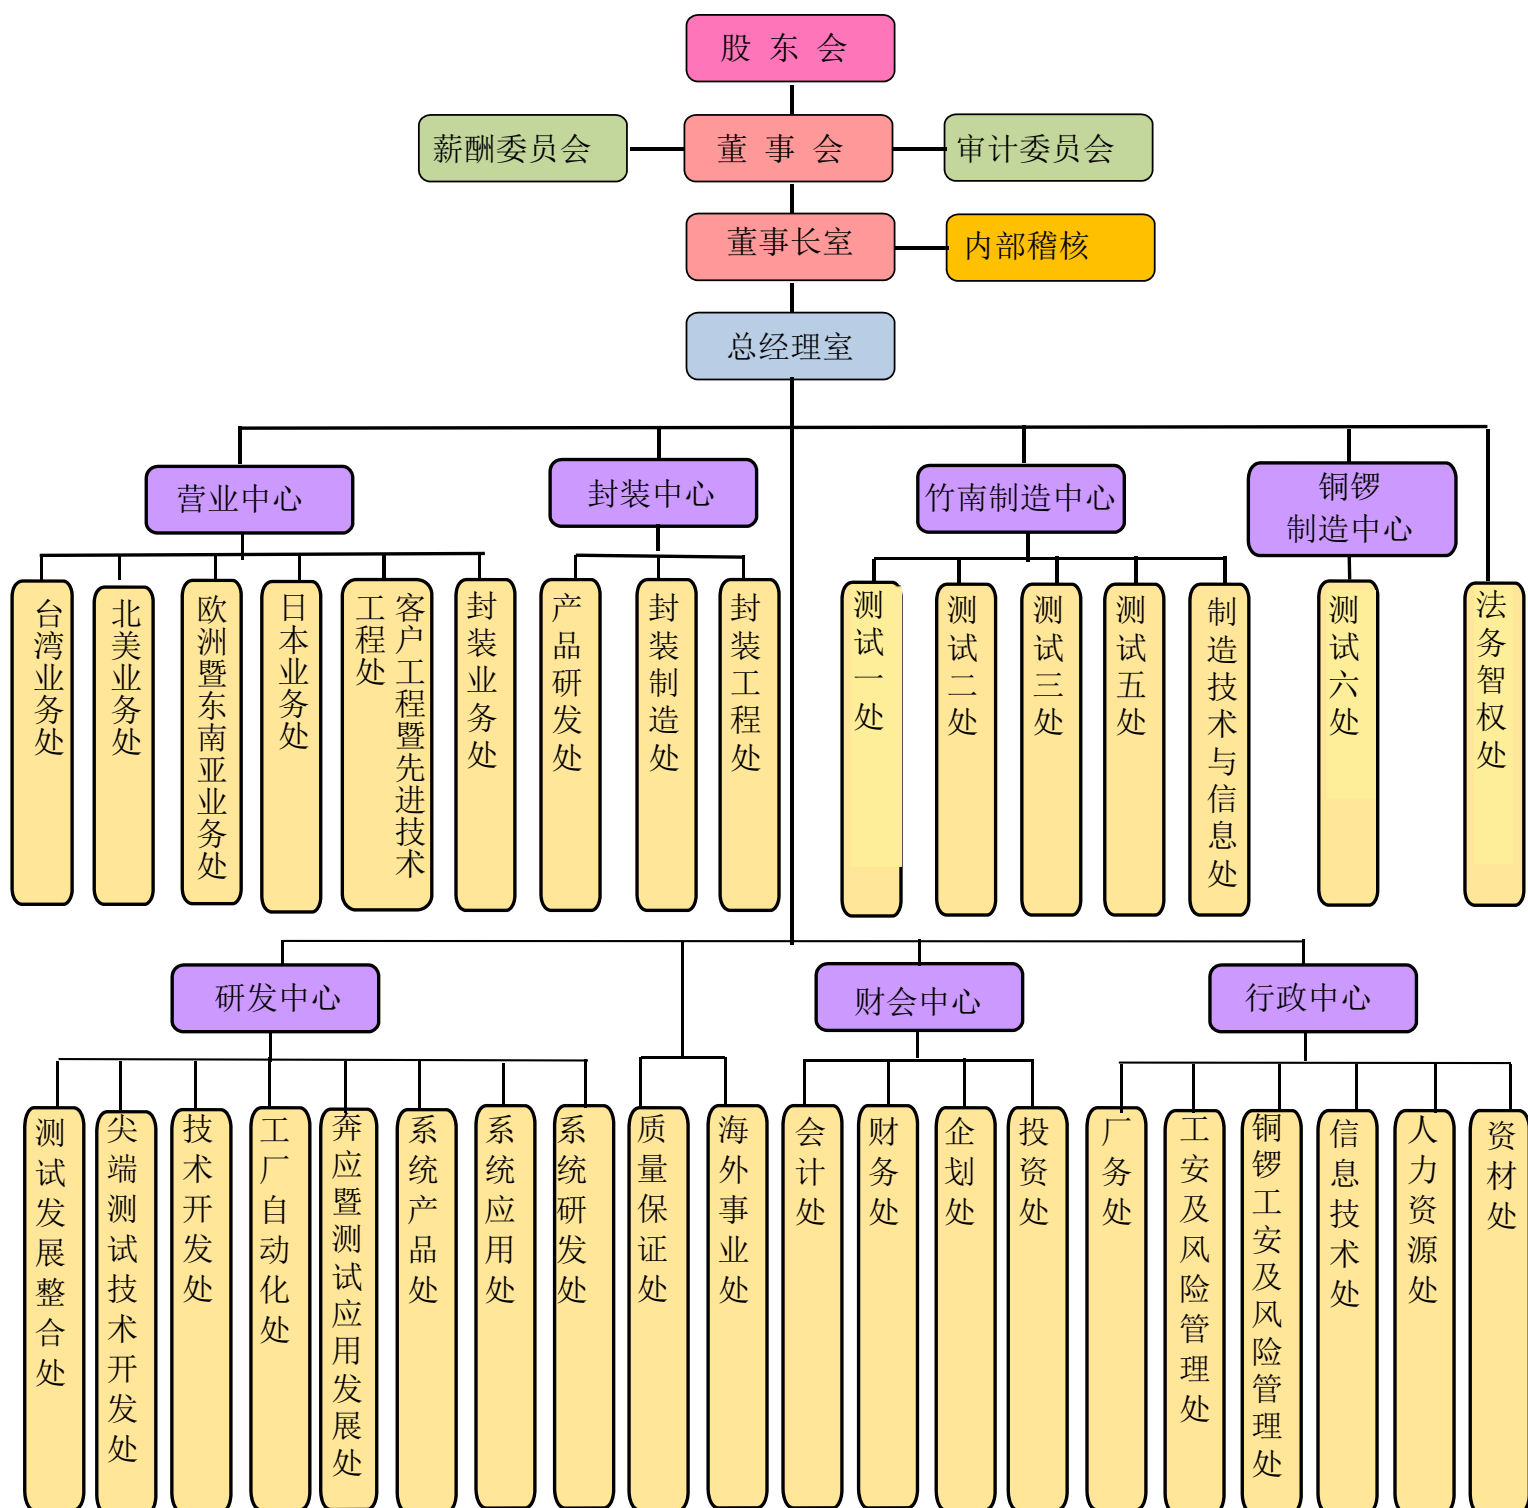 股东会
薪酬委员会
董事会
审计委员会
董事长室
内部稽核
总经理室
营业中心
封装中心
竹南制造中心
铜锣
制造中心
台湾业务处
北美业务处
欧洲暨东南亚业务处
日本业务处
客户工程暨先进技术
工程处
封装业务处
产品研发处
封装制造处
封装工程处
测试一处
测试二处
测试三处
测试五处
制造技术与信息处
测试六处
法务智权处
研发中心
财会中心
行政中心
测试发展整合处
尖端测试技术开发处
技术开发处
工厂自动化处
奔应暨测试应用发展处
系统产品处
系统应用处
系统研发处
质量保证处
海外事业处
会计处
财务处
企划处
投资处
厂务处
工安及风险管理处
铜锣工安及风险管理处
信息技术处
人力资源处
资材处